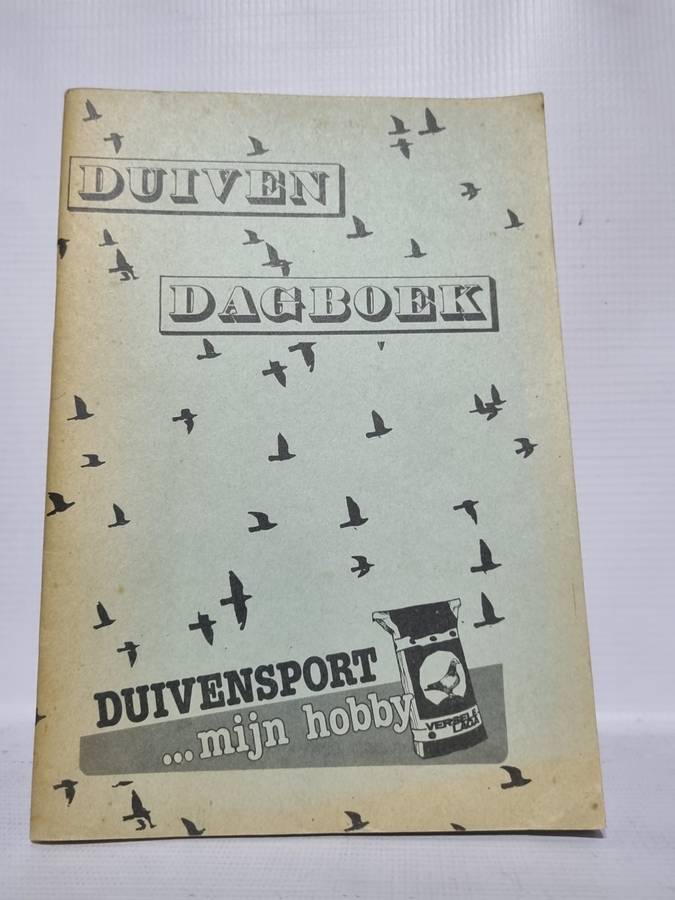 DUIVEN
DAGBOEK
DUIVENSPORT
...mijn hobby
VERSELE
LAGA